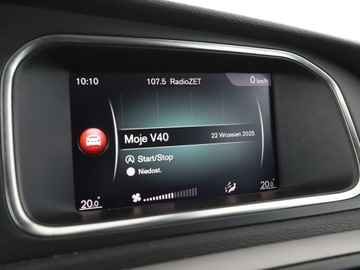 10:10 107.5 RadioZET 0 km/h
Moje V40 22 Wrzesień 2025
Start/Stop
Niedost.
20.0° 20.0°